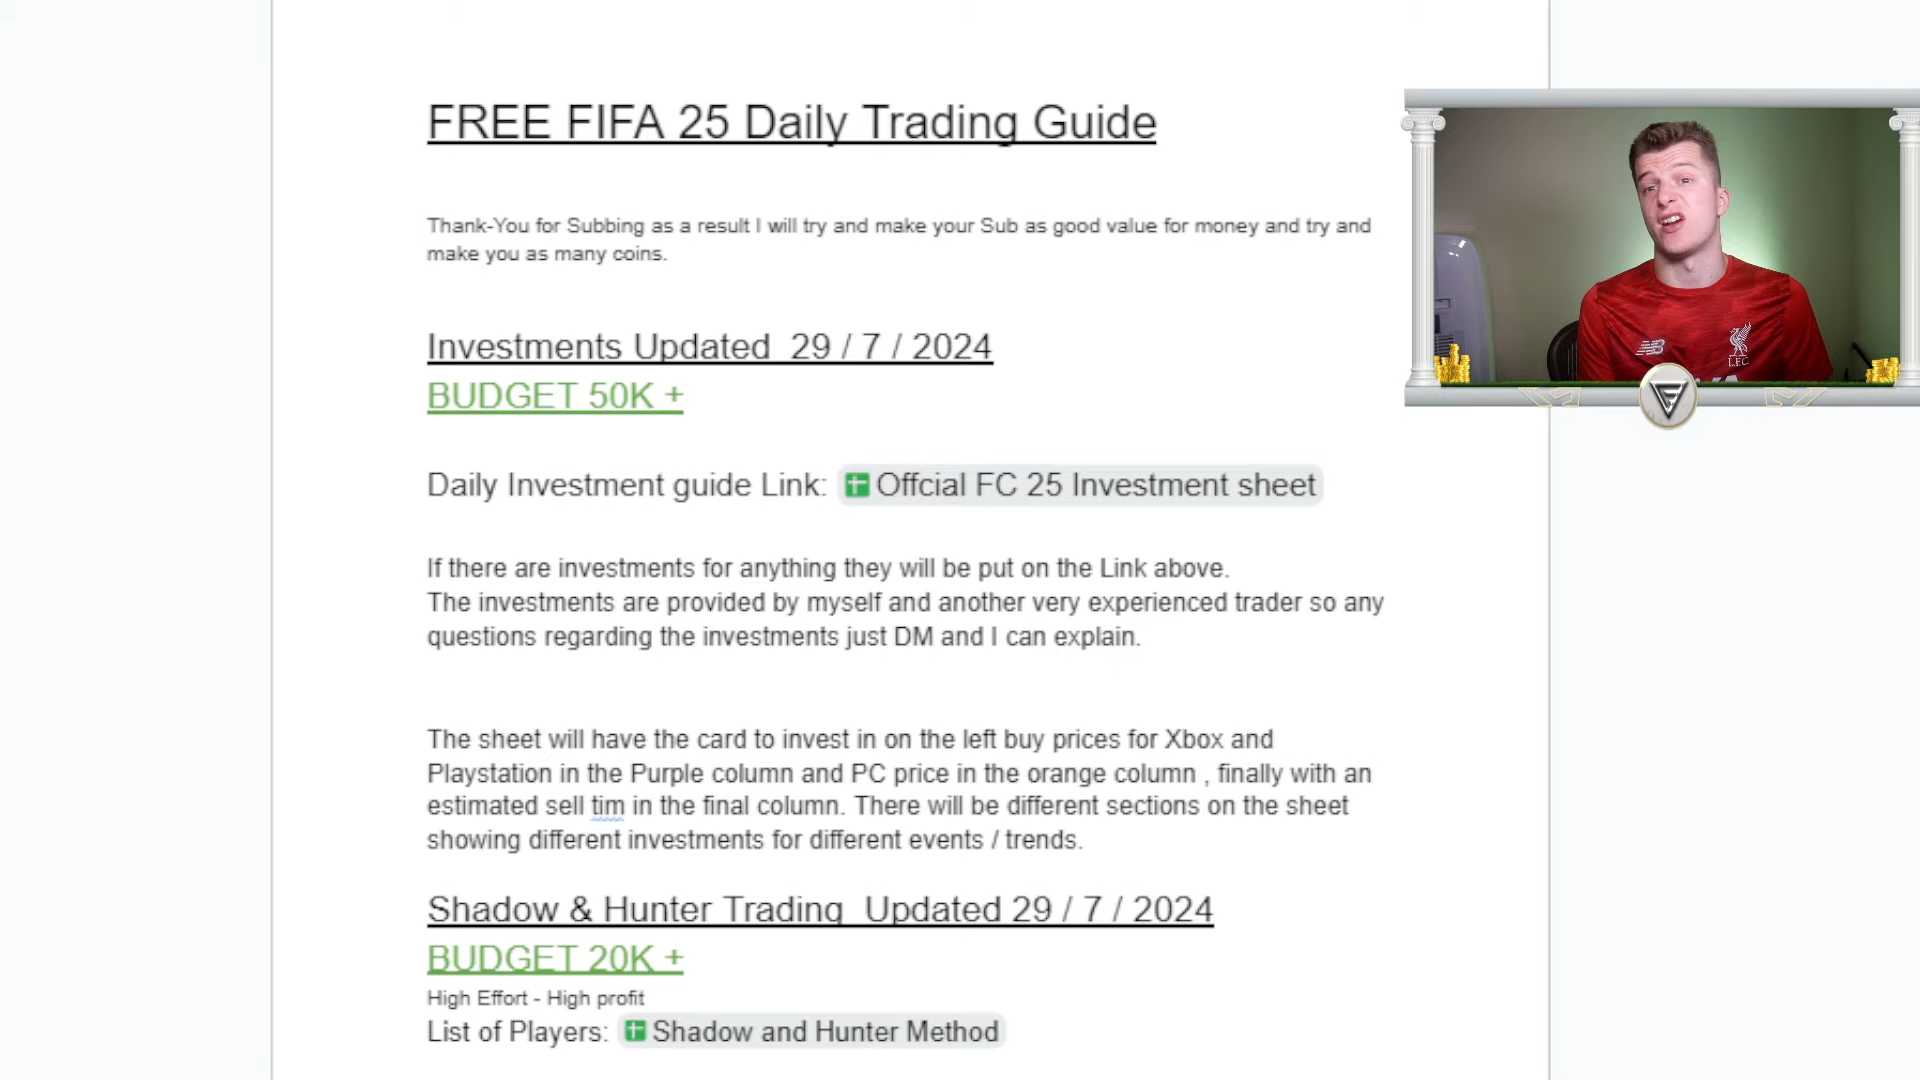 FREE FIFA 25 Daily Trading Guide
Thank-You for Subbing as a result I will try and make your Sub as good value for money and try and
make you as many coins.
Investments Updated 29 / 7 / 2024
BUDGET 50K +
Daily Investment guide Link: Offcial FC 25 Investment sheet
If there are investments for anything they will be put on the Link above.
The investments are provided by myself and another very experienced trader so any
questions regarding the investments just DM and I can explain.
The sheet will have the card to invest in on the left buy prices for Xbox and
Playstation in the Purple column and PC price in the orange column , finally with an
estimated sell tim in the final column. There will be different sections on the sheet
showing different investments for different events / trends.
Shadow & Hunter Trading Updated 29 / 7 / 2024
BUDGET 20K +
High Effort - High profit
List of Players: Shadow and Hunter Method
L.F.C.